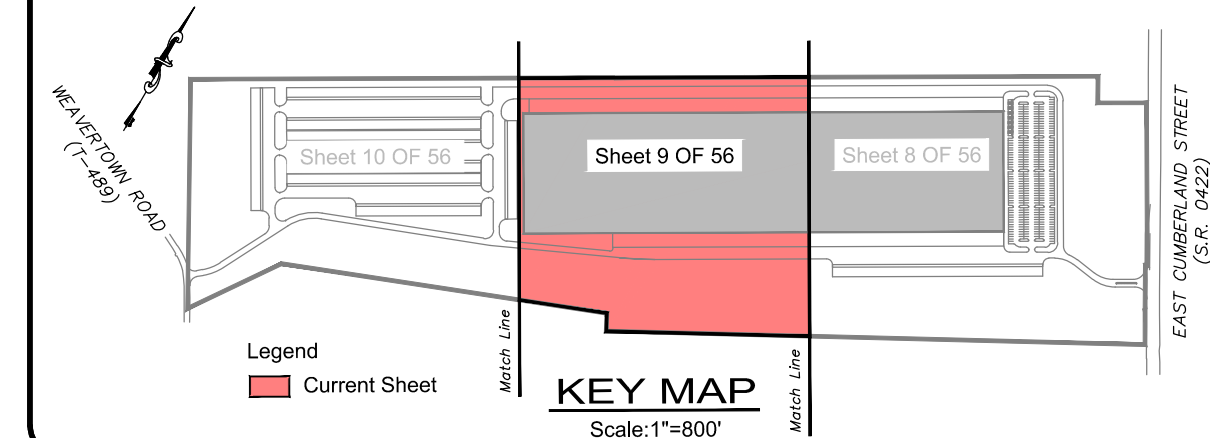 WEAVERTOWN ROAD
(T-489)
Sheet 10 OF 56
Sheet 9 OF 56
Sheet 8 OF 56
EAST CUMBERLAND STREET
(S.R. 0422)
Legend
Current Sheet
Match Line
KEY MAP
Scale:1"=800'
Match Line